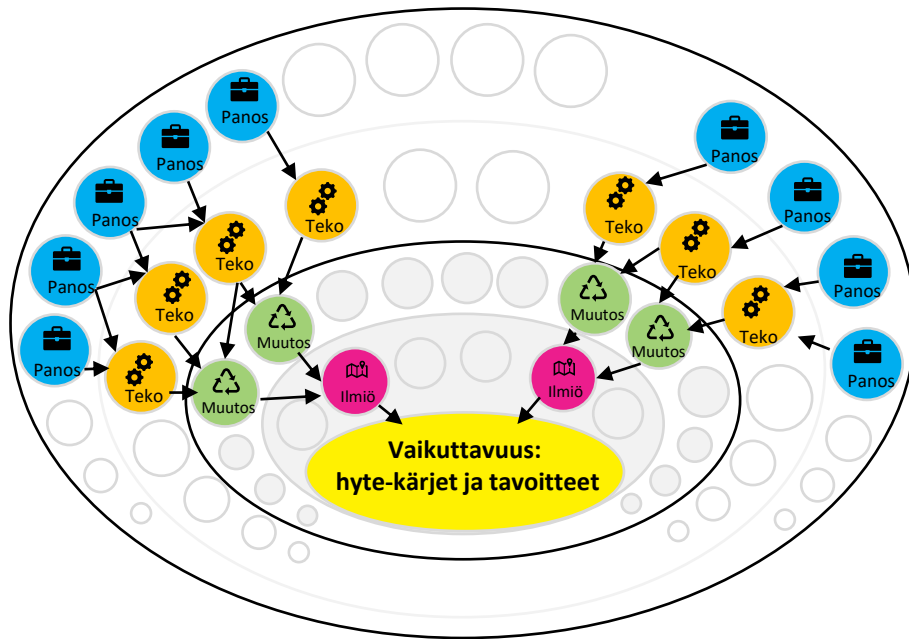 Panos
Panos
Panos
Panos
Panos
Panos
Panos
Panos
Panos
Teko
Teko
Teko
Teko
Teko
Teko
Teko
Muutos
Muutos
Muutos
Muutos
Ilmiö
Ilmiö
Vaikuttavuus:
hyte-kärjet ja tavoitteet